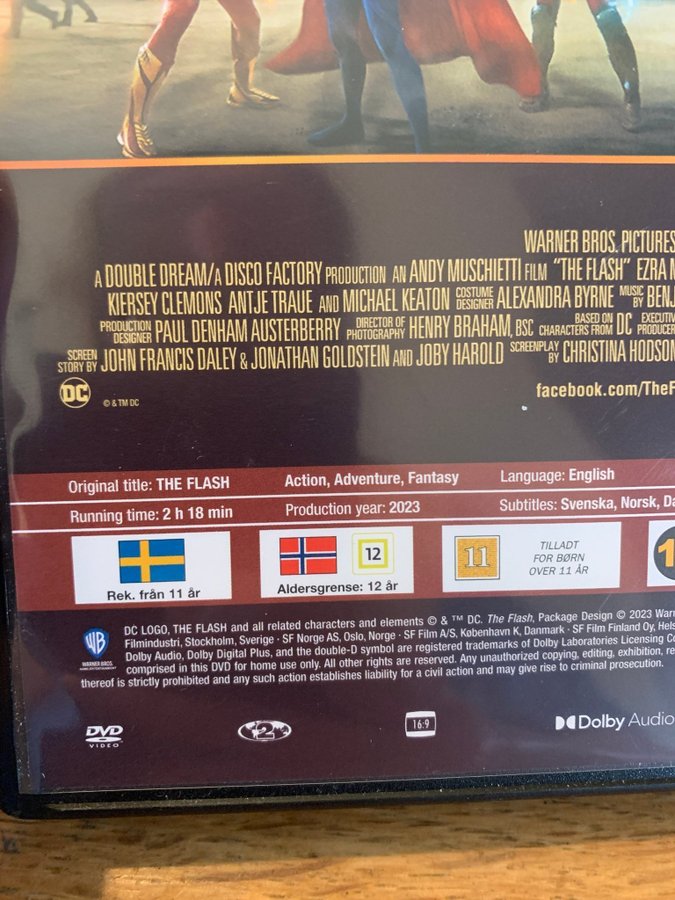 WARNER BROS. PICTURES
A DOUBLE DREAM/A DISCO FACTORY PRODUCTION AN ANDY MUSCHIETTI FILM "THE FLASH" EZRA
KIERSEY CLEMONS ANTJE TRAUE AND MICHAEL KEATON COSTUME DESIGNER ALEXANDRA BYRNE MUSIC BY
PRODUCTION DESIGNER PAUL DENHAM AUSTERBERRY DIRECTOR OF PHOTOGRAPHY HENRY BRAHAM, BSC BASED ON CHARACTERS FROM DC
SCREEN STORY BY JOHN FRANCIS DALEY & JONATHAN GOLDSTEIN AND JOBY HAROLD SCREENPLAY BY CHRISTINA
DC © & TM DC
facebook.com/TheF
Original title: THE FLASH Action, Adventure, Fantasy Language: English
Running time: 2 h 18 min Production year: 2023 Subtitles: Svenska, Norsk,
12
11
TILLADT
FOR BØRN
OVER 11 ÅR
Rek. från 11 år
Aldersgrense: 12 år
DC LOGO, THE FLASH and all related characters and elements © & ™ DC. The Flash, Package Design © 2023
Filmindustri, Stockholm, Sverige · SF Norge AS, Oslo, Norge · SF Film A/S, København K, Danmark · SF Film Finland Oy,
Dolby Audio, Dolby Digital Plus, and the double-D symbol are registered trademarks of Dolby Laboratories Licensing
comprised in this DVD for home use only. All other rights are reserved. Any unauthorized copying, editing, exhibition,
thereof is strictly prohibited and any such action establishes liability for a civil action and may give rise to criminal prosecution.
WB
WARNER BROS.
DVD
VIDEO
2
16:9
Dolby Audio